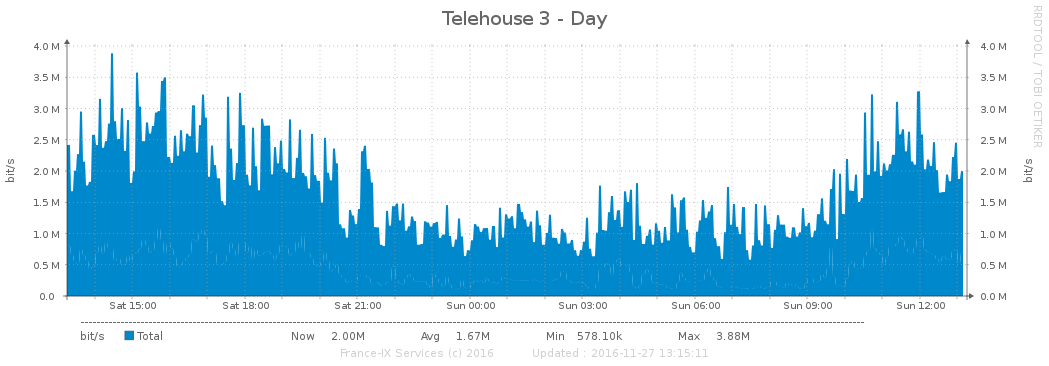 Telehouse 3 - Day
RRDTOOL / TOBI OETIKER
bit/s
4.0 M 4.0 M
3.5 M 3.5 M
3.0 M 3.0 M
2.5 M 2.5 M
2.0 M 2.0 M
1.5 M 1.5 M
1.0 M 1.0 M
0.5 M 0.5 M
0.0 0.0 M
bit/s
Sat 15:00 Sat 18:00 Sat 21:00 Sun 00:00 Sun 03:00 Sun 06:00 Sun 09:00 Sun 12:00
bit/s Total Now 2.00M Avg 1.67M Min 578.10k Max 3.88M
France-IX Services (c) 2016 Updated : 2016-11-27 13:15:11